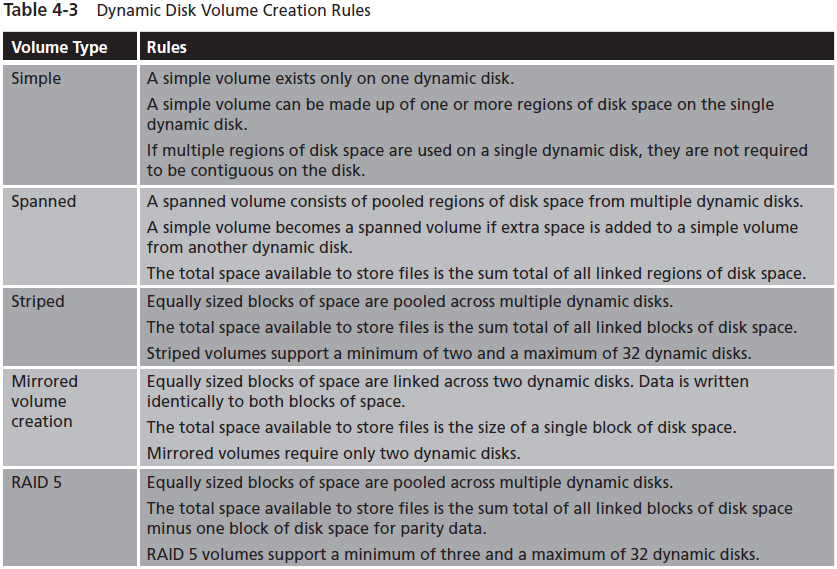 Table 4-3 Dynamic Disk Volume Creation Rules
Volume Type Rules
Simple A simple volume exists only on one dynamic disk.
A simple volume can be made up of one or more regions of disk space on the single
dynamic disk.
If multiple regions of disk space are used on a single dynamic disk, they are not required
to be contiguous on the disk.
Spanned A spanned volume consists of pooled regions of disk space from multiple dynamic disks.
A simple volume becomes a spanned volume if extra space is added to a simple volume
from another dynamic disk.
The total space available to store files is the sum total of all linked regions of disk space.
Striped Equally sized blocks of space are pooled across multiple dynamic disks.
The total space available to store files is the sum total of all linked blocks of disk space.
Striped volumes support a minimum of two and a maximum of 32 dynamic disks.
Mirrored Equally sized blocks of space are linked across two dynamic disks. Data is written
volume identically to both blocks of space.
creation
The total space available to store files is the size of a single block of disk space.
Mirrored volumes require only two dynamic disks.
RAID 5 Equally sized blocks of space are pooled across multiple dynamic disks.
The total space available to store files is the sum total of all linked blocks of disk space
minus one block of disk space for parity data.
RAID 5 volumes support a minimum of three and a maximum of 32 dynamic disks.